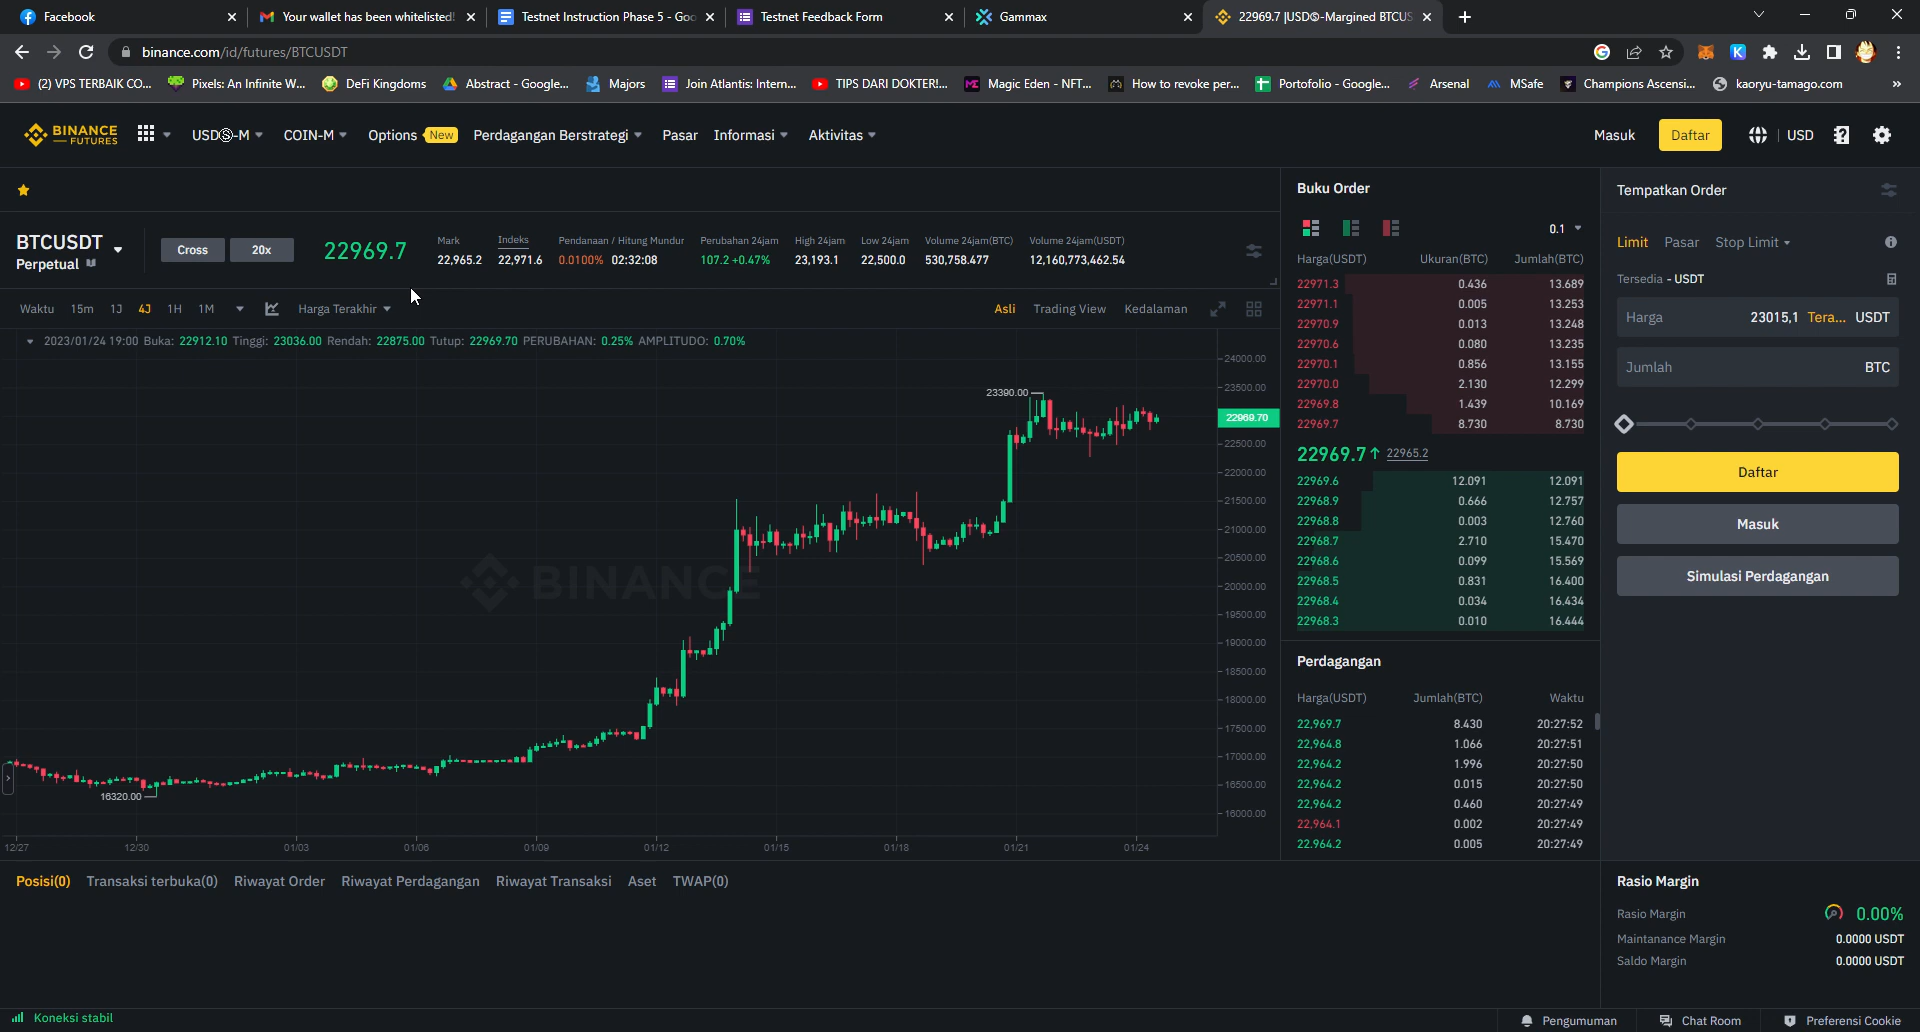 Facebook
Your wallet has been whitelisted!
Testnet Instruction Phase 5 - Goo
Testnet Feedback Form
Gammax
22969.7 |USDⓈ-Margined BTCUS
binance.com/id/futures/BTCUSDT
(2) VPS TERBAIK CO...
Pixels: An Infinite W...
DeFi Kingdoms
Abstract - Google...
Majors
Join Atlantis: Intern...
TIPS DARI DOKTER!...
Magic Eden - NFT...
How to revoke per...
Portofolio - Google...
Arsenal
MSafe
Champions Ascensi...
kaoryu-tamago.com
»
BINANCE
FUTURES
USDⓈ-M
COIN-M
Options
New
Perdagangan Berstrategi
Pasar
Informasi
Aktivitas
Masuk
Daftar
USD
BTCUSDT
Perpetual
Cross
20x
22969.7
Mark
22,965.2
Indeks
22,971.6
Pendanaan / Hitung Mundur
0.0100% 02:32:08
Perubahan 24jam
107.2 +0.47%
High 24jam
23,193.1
Low 24jam
22,500.0
Volume 24jam(BTC)
530,758.477
Volume 24jam(USDT)
12,160,773,462.54
Waktu 15m 1J 4J 1H 1M
Harga Terakhir
Asli
Trading View
Kedalaman
2023/01/24 19:00 Buka: 22912.10 Tinggi: 23036.00 Rendah: 22875.00 Tutup: 22969.70 PERUBAHAN: 0.25% AMPLITUDO: 0.70%
24000.00
23500.00
22969.70
22500.00
22000.00
21500.00
21000.00
20500.00
20000.00
19500.00
19000.00
18500.00
18000.00
17500.00
17000.00
16500.00
16000.00
23390.00
BINANCE
16320.00
12/27 12/30 01/03 01/06 01/09 01/12 01/15 01/18 01/21 01/24
Buku Order
0.1
Harga(USDT) Ukuran(BTC) Jumlah(BTC)
22971.3 0.436 13.689
22971.1 0.005 13.253
22970.9 0.013 13.248
22970.6 0.080 13.235
22970.1 0.856 13.155
22970.0 2.130 12.299
22969.8 1.439 10.169
22969.7 8.730 8.730
22969.7↑ 22965.2
22969.6 12.091 12.091
22968.9 0.666 12.757
22968.8 0.003 12.760
22968.7 2.710 15.470
22968.6 0.099 15.569
22968.5 0.831 16.400
22968.4 0.034 16.434
22968.3 0.010 16.444
Perdagangan
Harga(USDT) Jumlah(BTC) Waktu
22,969.7 8.430 20:27:52
22,964.8 1.066 20:27:51
22,964.2 1.996 20:27:50
22,964.2 0.015 20:27:50
22,964.2 0.460 20:27:49
22,964.1 0.002 20:27:49
22,964.2 0.005 20:27:49
Tempatkan Order
Limit Pasar Stop Limit
Tersedia - USDT
Harga 23015,1 Tera... USDT
Jumlah BTC
Daftar
Masuk
Simulasi Perdagangan
Posisi(0) Transaksi terbuka(0) Riwayat Order Riwayat Perdagangan Riwayat Transaksi Aset TWAP(0)
Rasio Margin
Rasio Margin 0.00%
Maintanance Margin 0.0000 USDT
Saldo Margin 0.0000 USDT
Koneksi stabil
Pengumuman
Chat Room
Preferensi Cookie